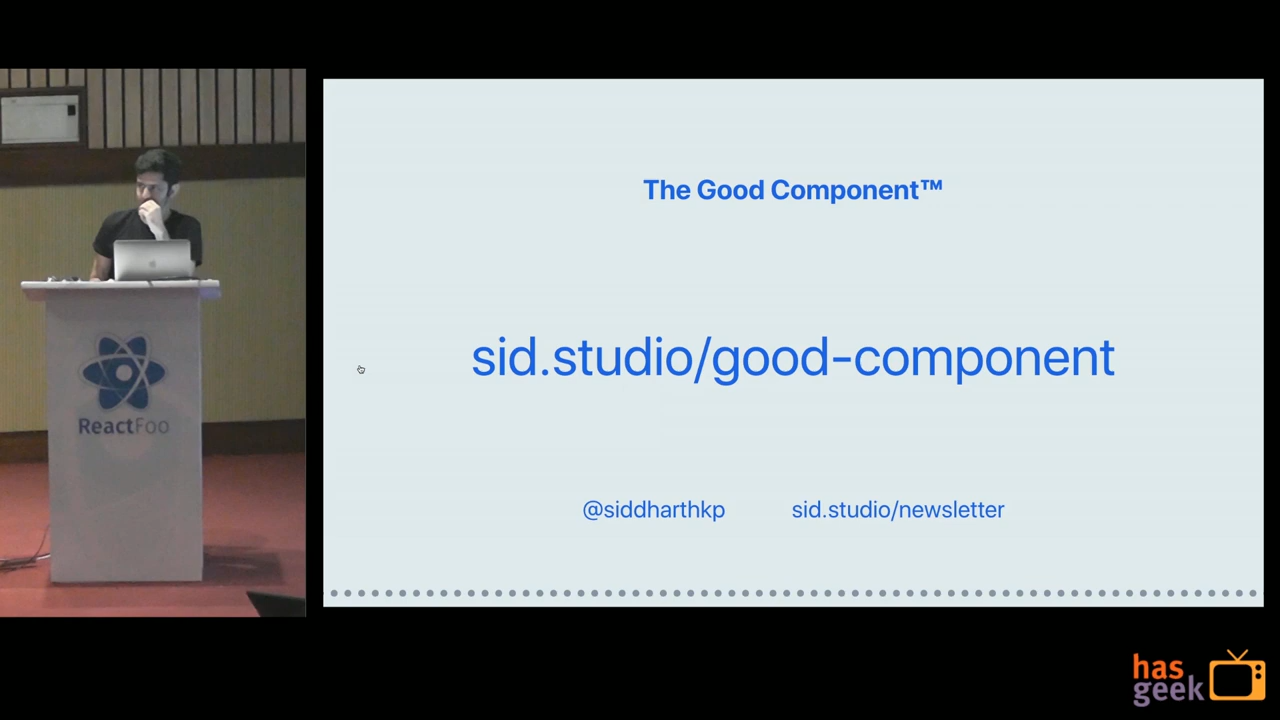 The Good Component™
sid.studio/good-component
@siddharthkp
sid.studio/newsletter
ReactFoo
has
geek